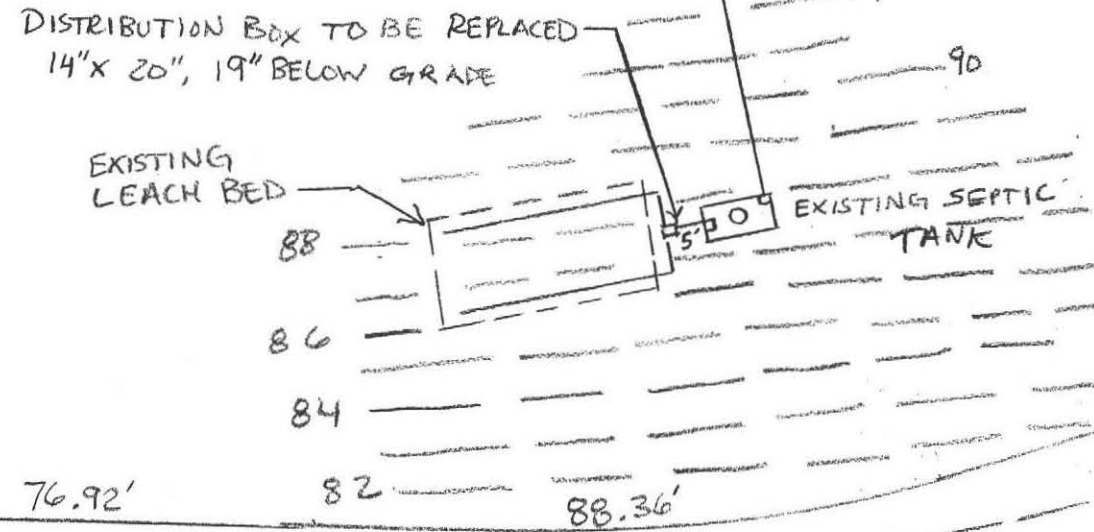 DISTRIBUTION BOX TO BE REPLACED
14" X 20", 19" BELOW GRADE
90
EXISTING
LEACH BED
EXISTING SEPTIC
TANK
5'
88
86
84
82
76.92'
88.36'